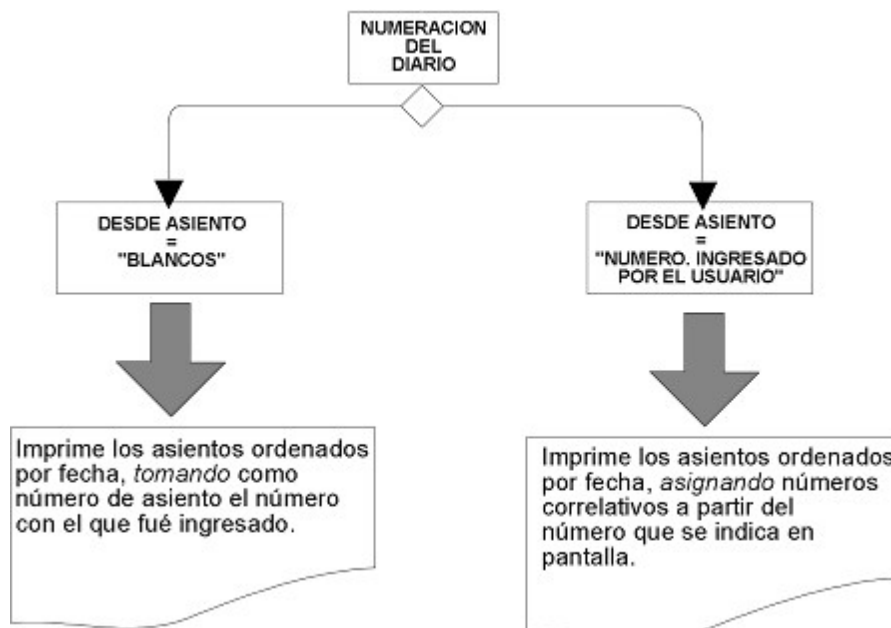 NUMERACION
DEL
DIARIO
DESDE ASIENTO
=
"BLANCOS"
DESDE ASIENTO
=
"NUMERO. INGRESADO
POR EL USUARIO"
Imprime los asientos ordenados
por fecha, tomando como
número de asiento el número
con el que fué ingresado.
Imprime los asientos ordenados
por fecha, asignando números
correlativos a partir del
número que se indica en
pantalla.